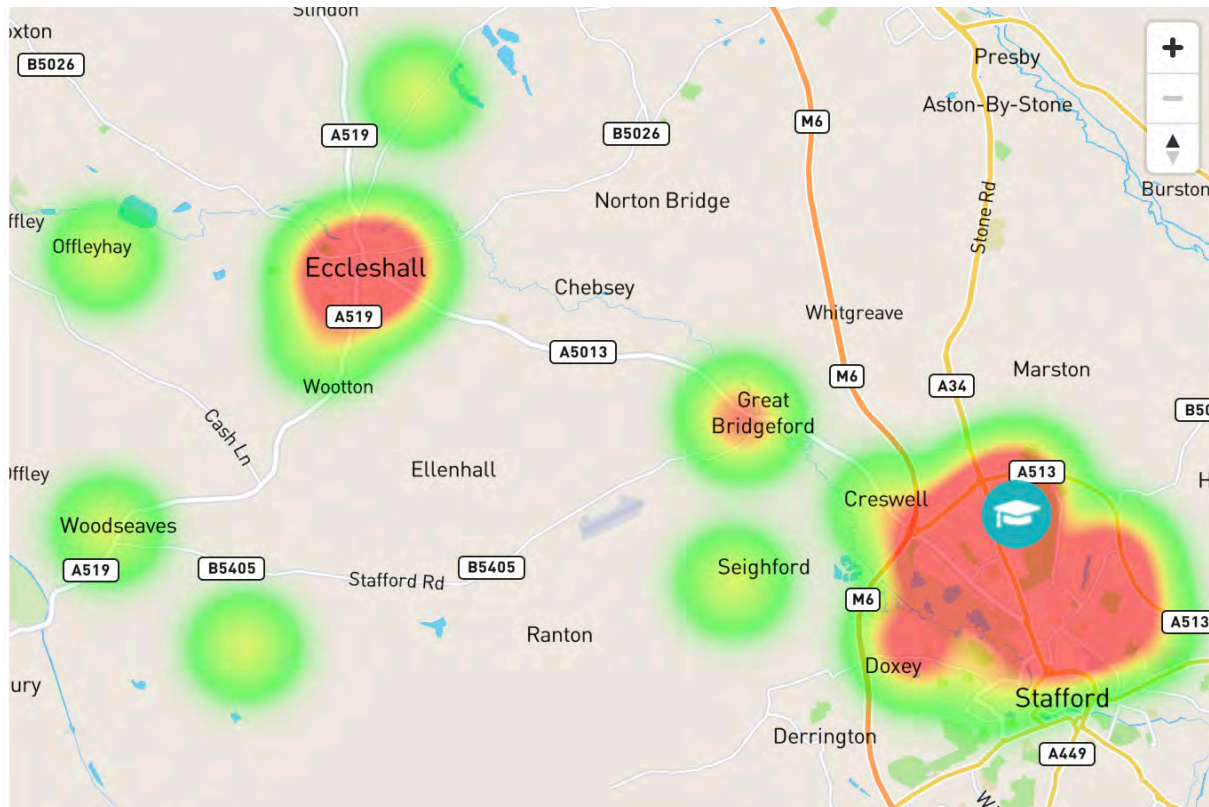 oxton
Slindon
B5026
Presby
Aston-By-Stone
A519
B5026
M6
Stone Rd
Burston
Norton Bridge
ffley
Offleyhay
Eccleshall
Chebsey
A519
Whitgreave
A5013
Wootton
M6
A34
Marston
Great
Bridgeford
B50
Cash Ln
Offley
Ellenhall
A513
H
Creswell
Woodseaves
A519
B5405
Stafford Rd
B5405
Seighford
M6
A513
Ranton
Doxey
ury
Stafford
Derrington
A449
W